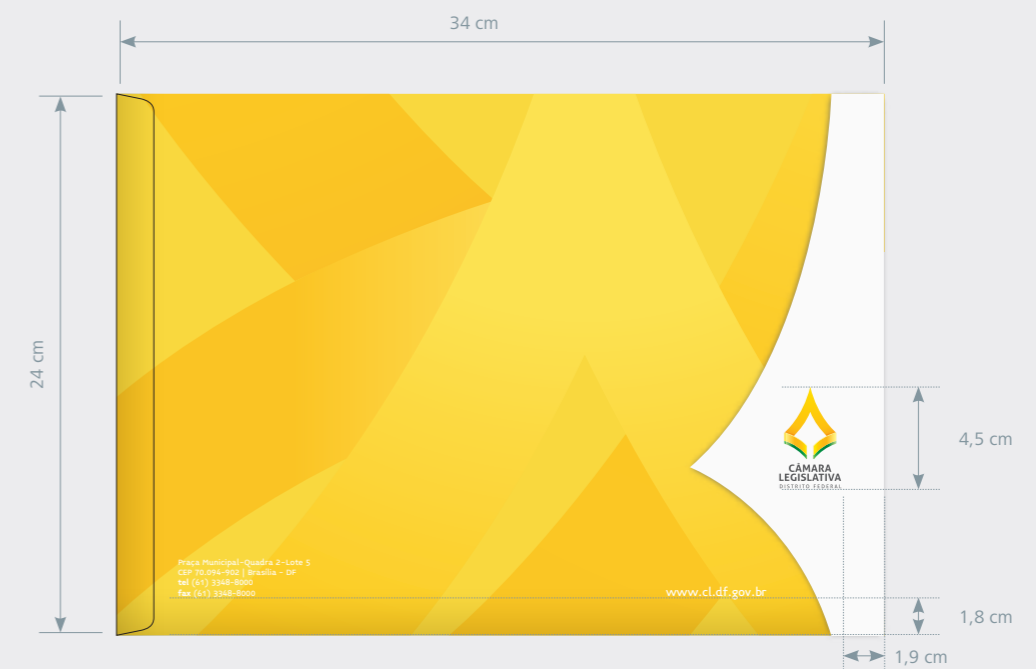 34 cm
24 cm
4,5 cm
CÂMARA
LEGISLATIVA
DISTRITO FEDERAL
Praça Municipal-Quadra 2-Lote 5
CEP 70.094-902 | Brasília - DF
tel (61) 3348-8000
fax (61) 3348-8000
www.cl.df.gov.br
1,8 cm
1,9 cm